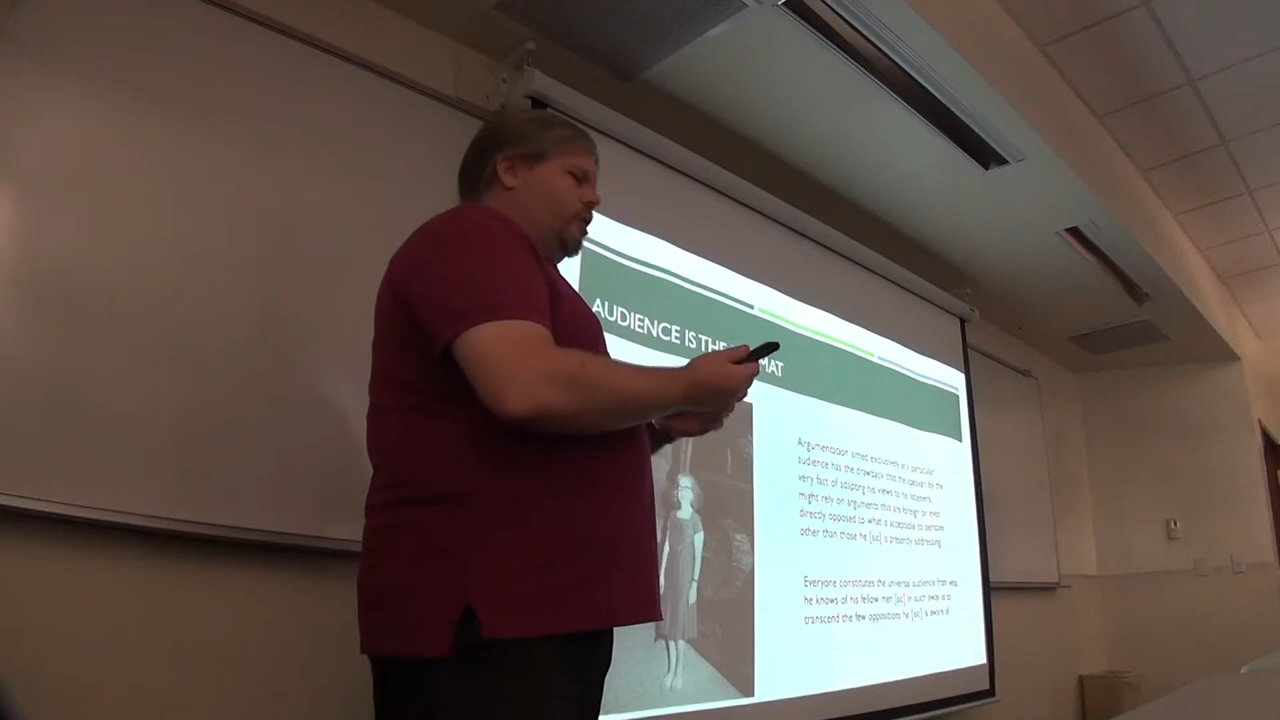 AUDIENCE IS THE MAT
Argumentation aimed exclusively at a particular
audience has the drawback that the speaker, by the
very fact of adapting his views to he listeners,
might rely on arguments that are foreign or even
directly opposed to what is acceptable to persons
other than those he [sic] is presently addressing.
Everyone constitutes the universal audience from what
he knows of his fellow men [sic] in such away as to
transcend the few oppositions he [sic] is aware of